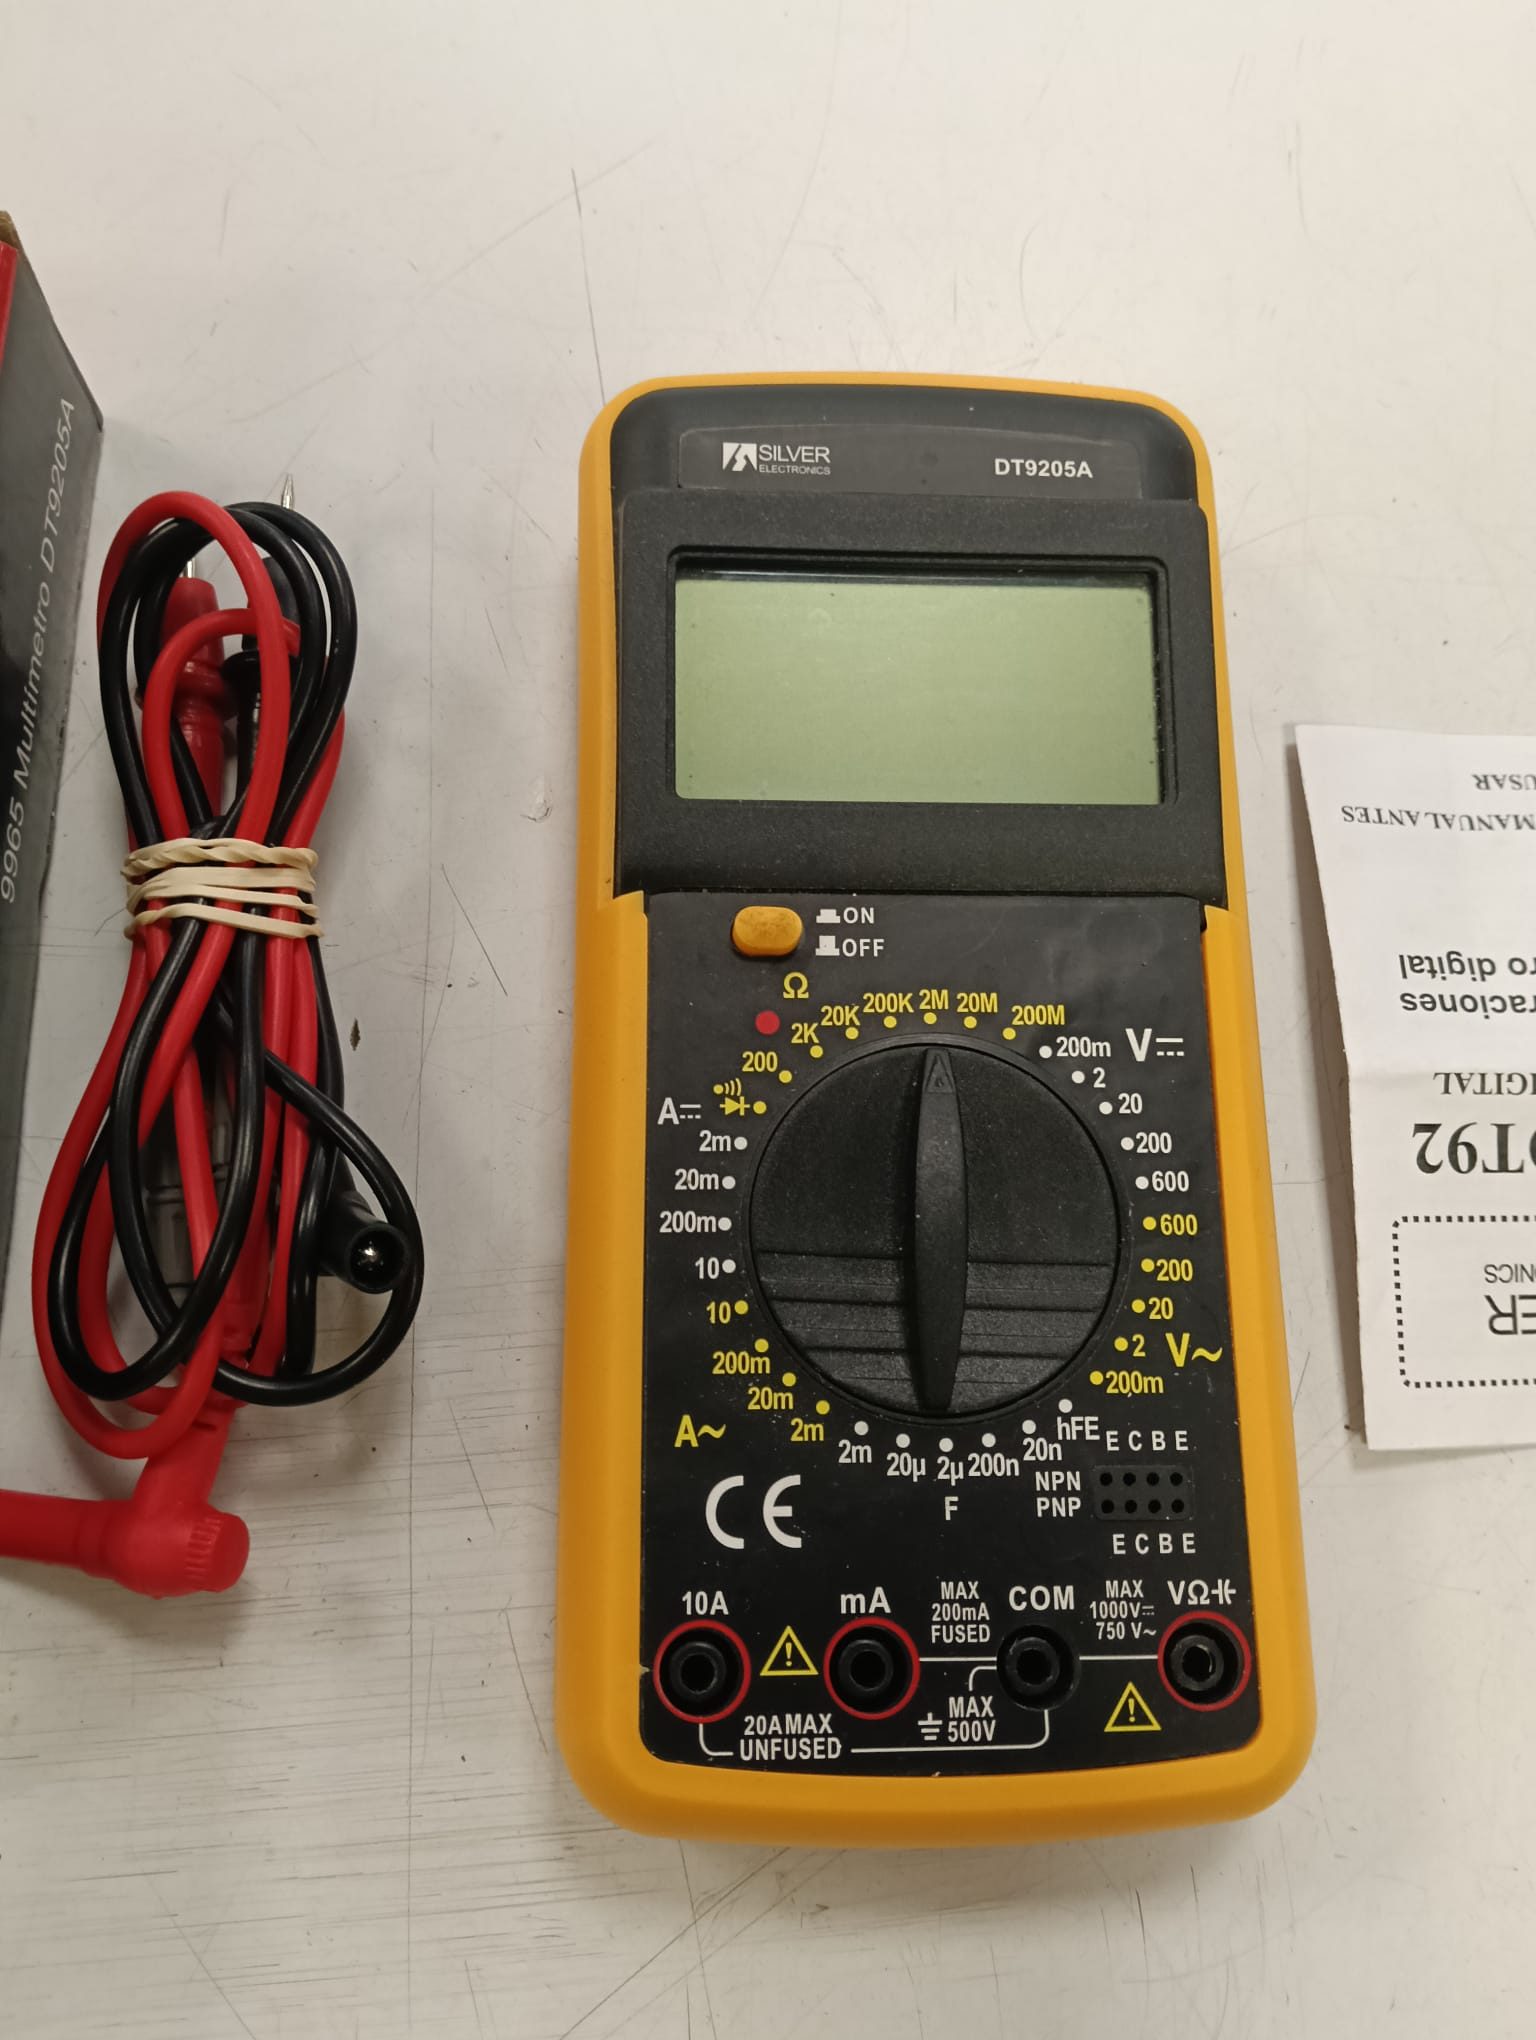 9965 Multímetro DT9205A
SILVER
ELECTRONICS
DT9205A
ON
OFF
Ω
200
2K
20K
200K
2M
20M
200M
V
200m
2
20
200
600
600
200
20
2
V~
200m
hFE
20n
200n
2µ
20µ
2m
F
A
2m
20m
200m
10
10
200m
20m
2m
A~
CE
E C B E
NPN
PNP
E C B E
10A
mA
MAX
200mA
FUSED
COM
MAX
1000V
750 V~
VΩ
20A MAX
UNFUSED
MAX
500V
ER
ONICS
DT92
IGITAL
raciones
ro digital
MANUAL ANTES
USAR